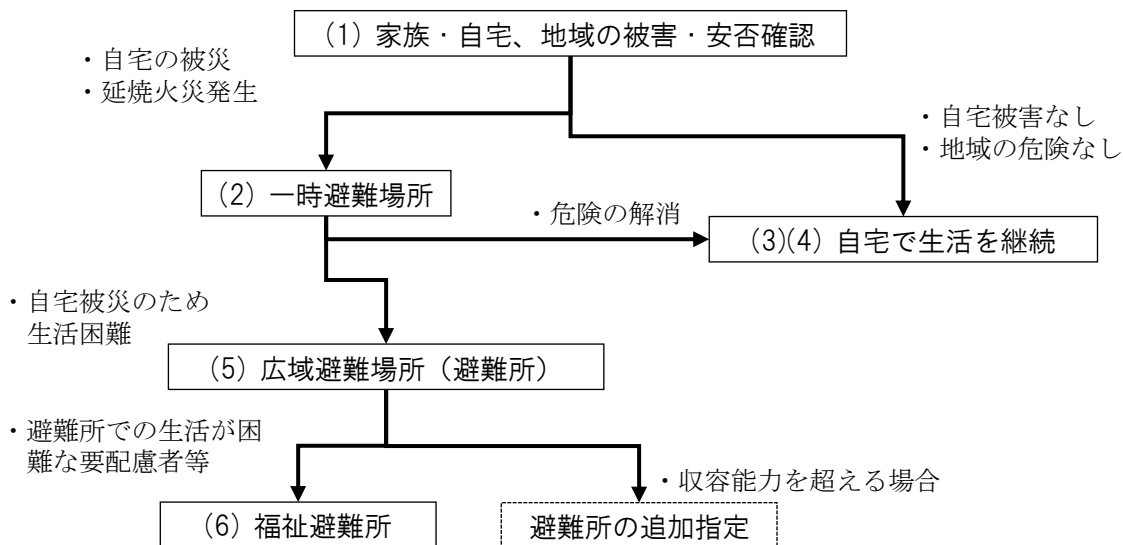 (1) 家族・自宅、地域の被害・安否確認
・自宅の被災
・延焼火災発生
・自宅被害なし
・地域の危険なし
(2) 一時避難場所
・危険の解消
(3)(4) 自宅で生活を継続
・自宅被災のため
生活困難
(5) 広域避難場所（避難所）
・避難所での生活が困
難な要配慮者等
・収容能力を超える場合
(6) 福祉避難所
避難所の追加指定